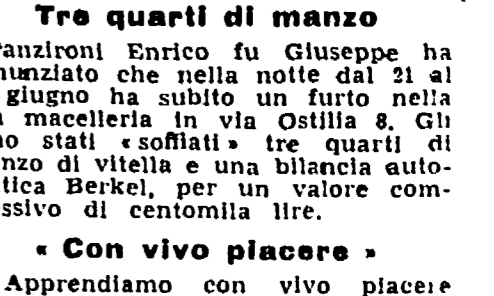 Tre quarti di manzo
anzironi Enrico fu Giuseppe ha
nunziato che nella notte dal 21 al
giugno ha subito un furto nella
a macelleria in via Ostilia 8. Gli
no stati « soffiati » tre quarti di
nzo di vitella e una bilancia auto-
tica Berkel, per un valore com-
ssivo di centomila lire.
« Con vivo piacere »
Apprendiamo con vivo piacere